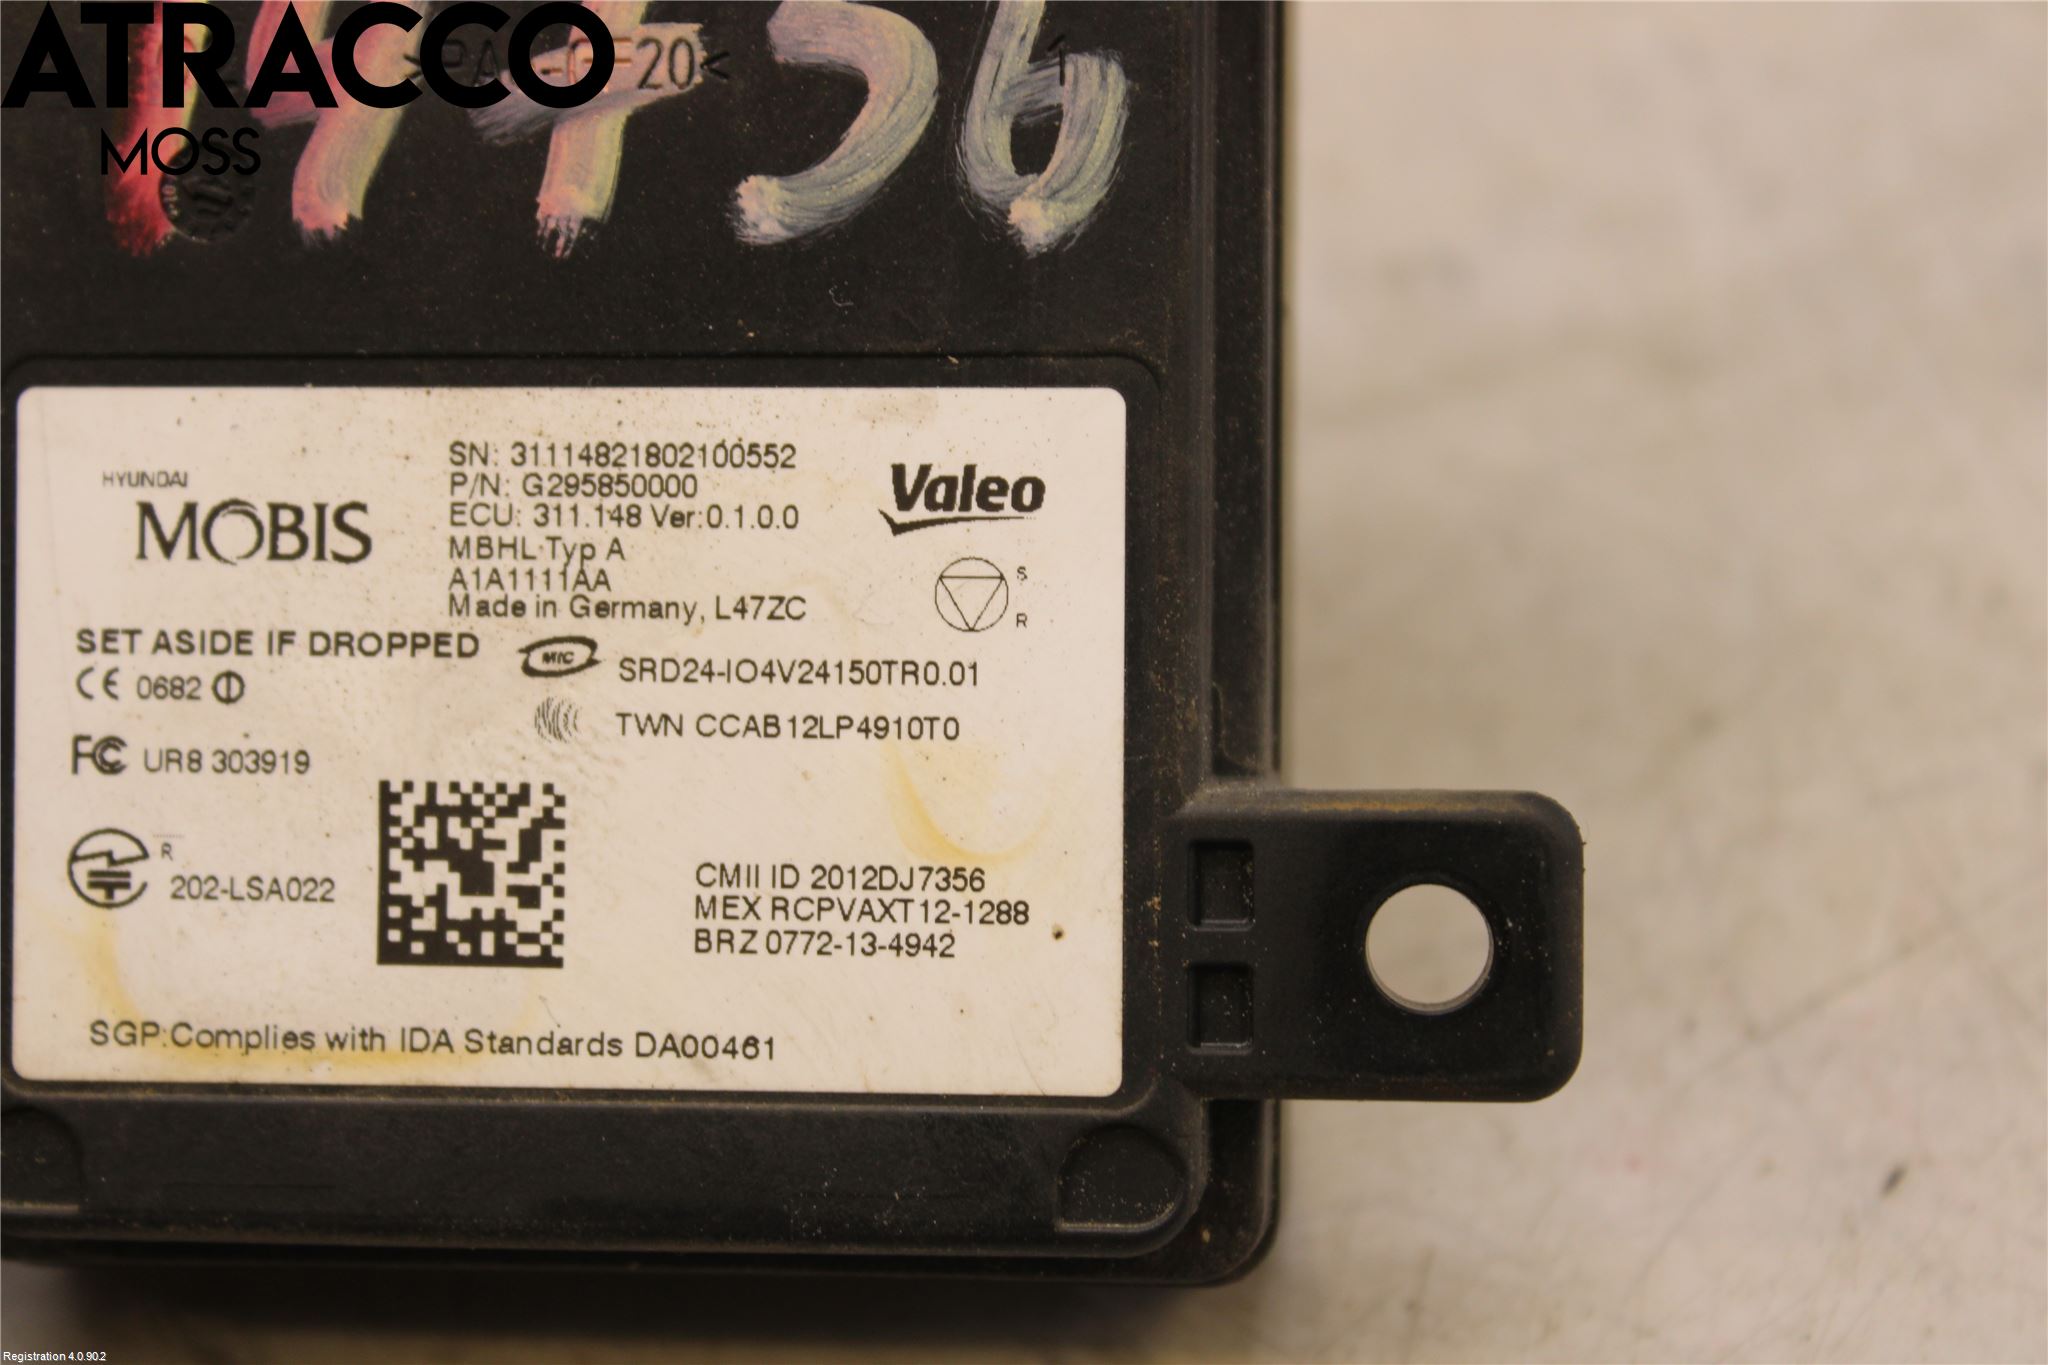 ATRACCO
MOSS
20<
1
HYUNDAI
MOBIS
SN: 31114821802100552
P/N: G295850000
ECU: 311.148 Ver:0.1.0.0
MBHL Typ A
A1A1111AA
Made in Germany, L47ZC
Valeo
S
R
SET ASIDE IF DROPPED
CE 0682
MIC
SRD24-IO4V24150TR0.01
TWN CCAB12LP4910T0
FC UR8 303919
R
202-LSA022
CMII ID 2012DJ7356
MEX RCPVAXT12-1288
BRZ 0772-13-4942
SGP:Complies with IDA Standards DA00461
Registration 4.0.90.2